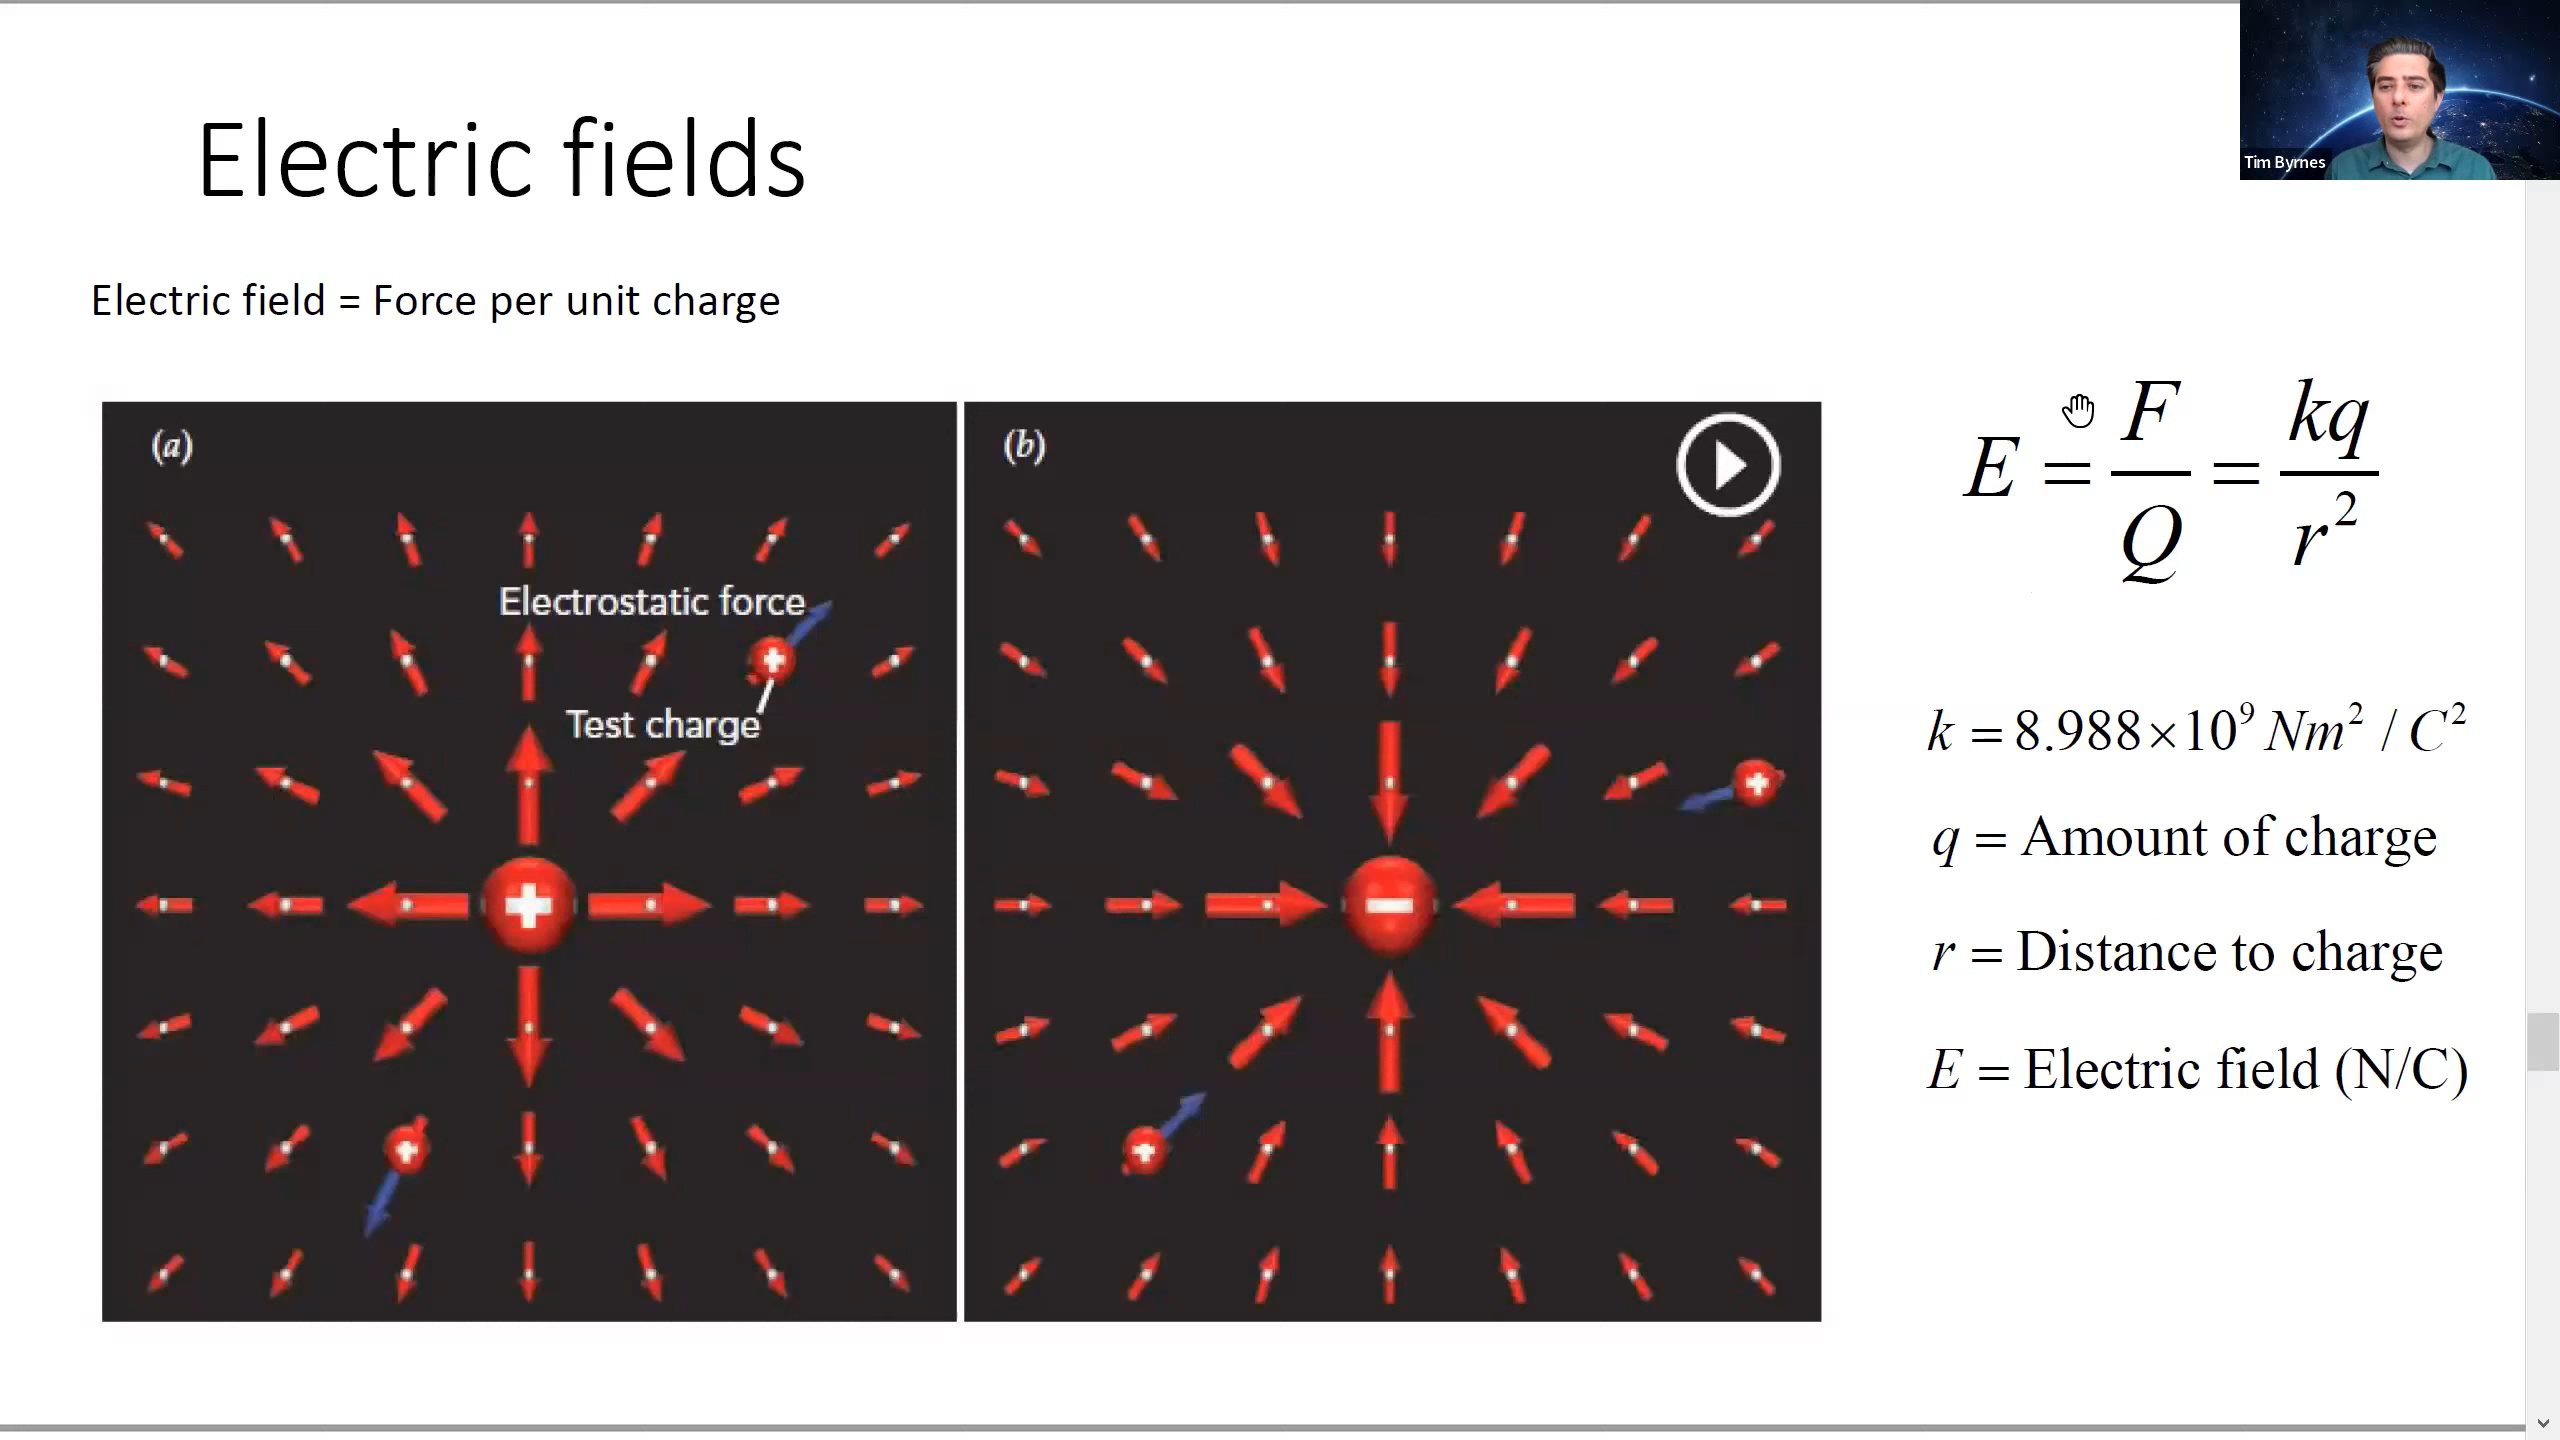 Tim Byrnes
Electric fields
Electric field = Force per unit charge
(a)
Electrostatic force
Test charge
(b)
E = F/Q = kq/r²
k = 8.988×10⁹ Nm² / C²
q = Amount of charge
r = Distance to charge
E = Electric field (N/C)